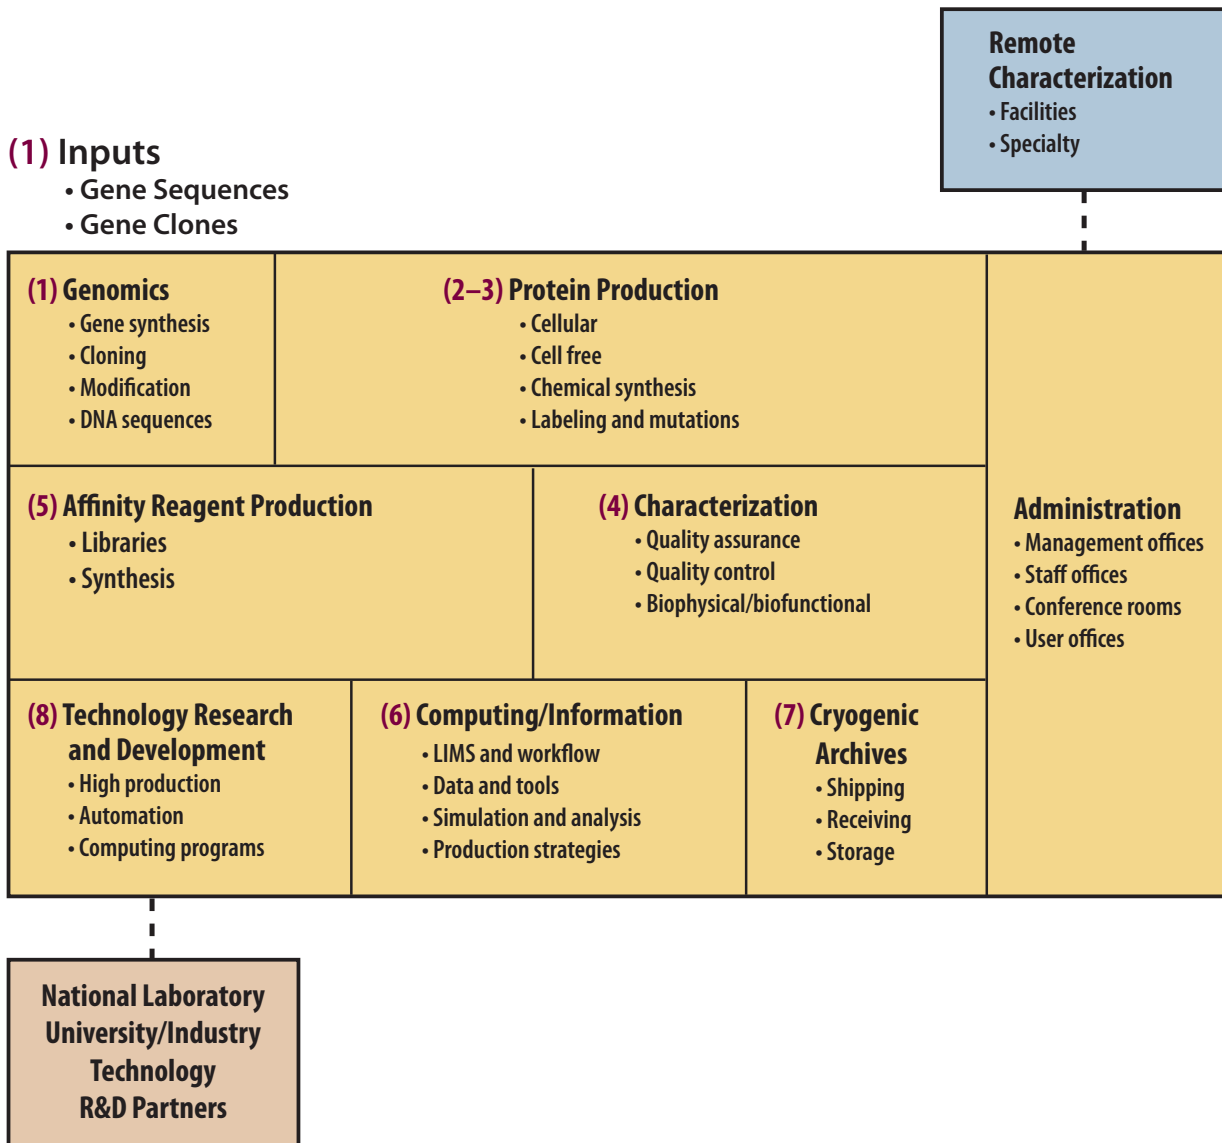 Remote
Characterization
• Facilities
• Specialty
(1) Inputs
• Gene Sequences
• Gene Clones
(1) Genomics
• Gene synthesis
• Cloning
• Modification
• DNA sequences
(2–3) Protein Production
• Cellular
• Cell free
• Chemical synthesis
• Labeling and mutations
(5) Affinity Reagent Production
• Libraries
• Synthesis
(4) Characterization
• Quality assurance
• Quality control
• Biophysical/biofunctional
Administration
• Management offices
• Staff offices
• Conference rooms
• User offices
(8) Technology Research
and Development
• High production
• Automation
• Computing programs
(6) Computing/Information
• LIMS and workflow
• Data and tools
• Simulation and analysis
• Production strategies
(7) Cryogenic
Archives
• Shipping
• Receiving
• Storage
National Laboratory
University/Industry
Technology
R&D Partners